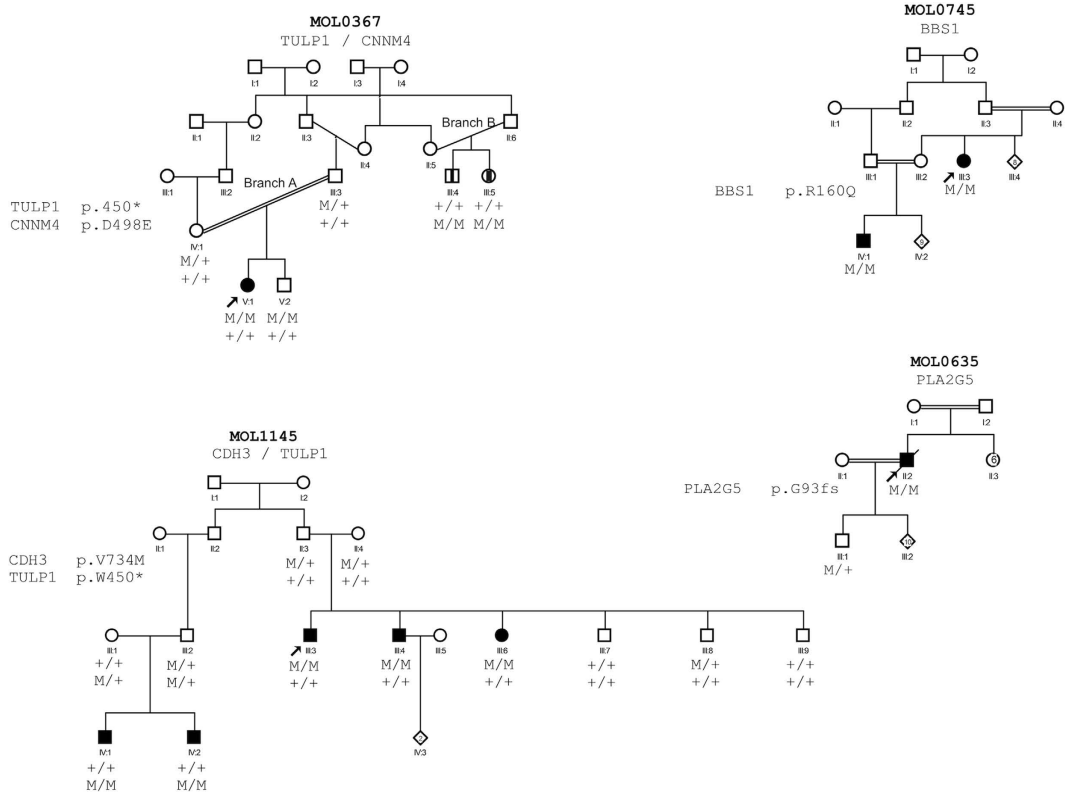 MOL0367
TULP1 / CNNM4
I:1 I:2 I:3 I:4
II:1 II:2 II:3 II:4 II:5 II:6
Branch B
III:1 III:2 III:3 III:4 III:5
Branch A
M/+ +/+ +/+
+/+ M/M M/M
TULP1 p.450*
CNNM4 p.D498E
IV:1
M/+
+/+
V:1 V:2
M/M M/M
+/+ +/+
MOL0745
BBS1
I:1 I:2
II:1 II:2 II:3 II:4
III:1 III:2 III:3 III:4
8
M/M
BBS1 p.R160Q
IV:1 IV:2
9
M/M
MOL1145
CDH3 / TULP1
I:1 I:2
II:1 II:2 II:3 II:4
M/+ M/+
+/+ +/+
CDH3 p.V734M
TULP1 p.W450*
III:1 III:2 III:3 III:4 III:5 III:6 III:7 III:8 III:9
+/+ M/+ M/M M/M M/M +/+ M/+ +/+
M/+ M/+ +/+ +/+ +/+ +/+ +/+ +/+
2
IV:1 IV:2 IV:3
+/+ +/+
M/M M/M
MOL0635
PLA2G5
I:1 I:2
6
II:1 II:2 II:3
PLA2G5 p.G93fs
M/M
10
III:1 III:2
M/+